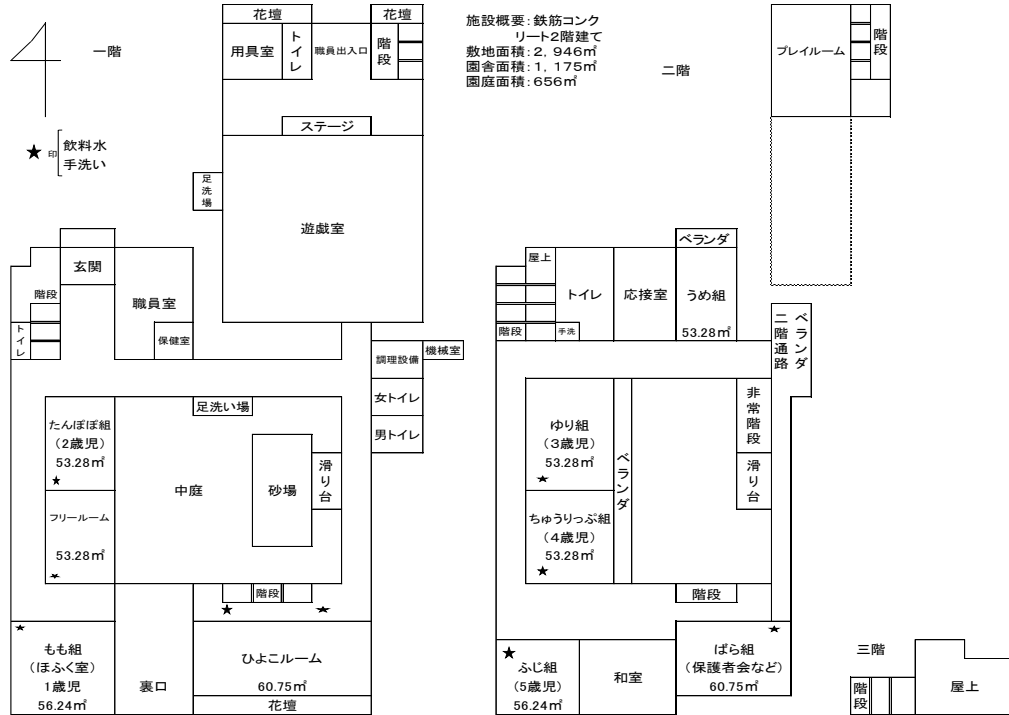 一階
★印
飲料水
手洗い
花壇
花壇
用具室
トイレ
職員出入口
階段
ステージ
足洗場
遊戯室
玄関
階段
職員室
トイレ
保健室
調理設備
機械室
女トイレ
男トイレ
足洗い場
たんぽぽ組
(2歳児)
53.28㎡
★
中庭
砂場
滑り台
フリールーム
53.28㎡
★
階段
★
★
★
もも組
(ほふく室)
1歳児
56.24㎡
裏口
ひよこルーム
60.75㎡
花壇
施設概要:鉄筋コンク
リート2階建て
敷地面積:2,946㎡
園舎面積:1,175㎡
園庭面積:656㎡
二階
プレイルーム
階段
ベランダ
屋上
トイレ
応接室
うめ組
53.28㎡
階段
手洗
ベランダ
二階通路
ゆり組
(3歳児)
53.28㎡
★
ベランダ
非常階段
滑り台
ちゅうりっぷ組
(4歳児)
53.28㎡
★
階段
★
ふじ組
(5歳児)
56.24㎡
和室
★
ばら組
(保護者会など)
60.75㎡
三階
階段
屋上